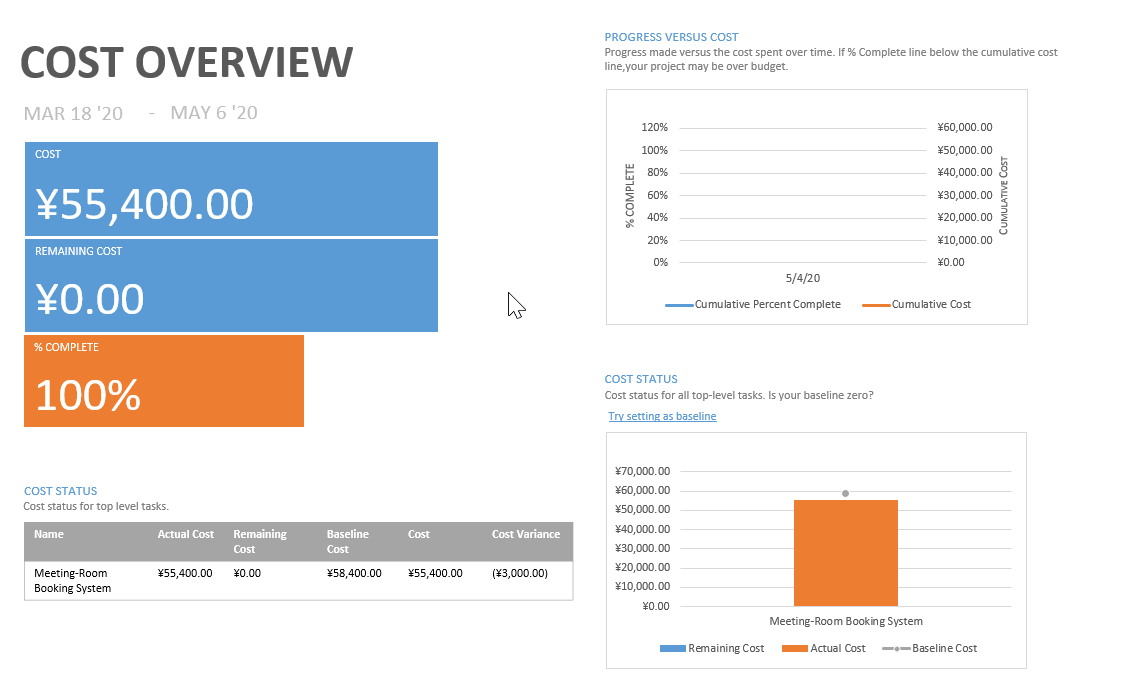 COST OVERVIEW
MAR 18 '20 - MAY 6 '20
COST
¥55,400.00
REMAINING COST
¥0.00
% COMPLETE
100%
COST STATUS
Cost status for top level tasks.
Name Actual Cost Remaining Cost Baseline Cost Cost Cost Variance
Meeting-Room Booking System ¥55,400.00 ¥0.00 ¥58,400.00 ¥55,400.00 (¥3,000.00)
PROGRESS VERSUS COST
Progress made versus the cost spent over time. If % Complete line below the cumulative cost
line,your project may be over budget.
% COMPLETE
120%
100%
80%
60%
40%
20%
0%
¥60,000.00
¥50,000.00
¥40,000.00
¥30,000.00
¥20,000.00
¥10,000.00
¥0.00
CUMULATIVE COST
5/4/20
Cumulative Percent Complete Cumulative Cost
COST STATUS
Cost status for all top-level tasks. Is your baseline zero?
Try setting as baseline
¥70,000.00
¥60,000.00
¥50,000.00
¥40,000.00
¥30,000.00
¥20,000.00
¥10,000.00
¥0.00
Meeting-Room Booking System
Remaining Cost Actual Cost Baseline Cost